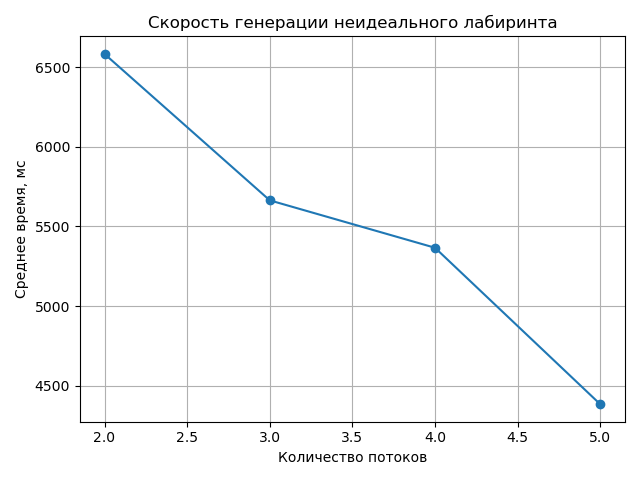 Скорость генерации неидеального лабиринта
6500
6000
5500
5000
4500
Среднее время, мс
2.0 2.5 3.0 3.5 4.0 4.5 5.0
Количество потоков